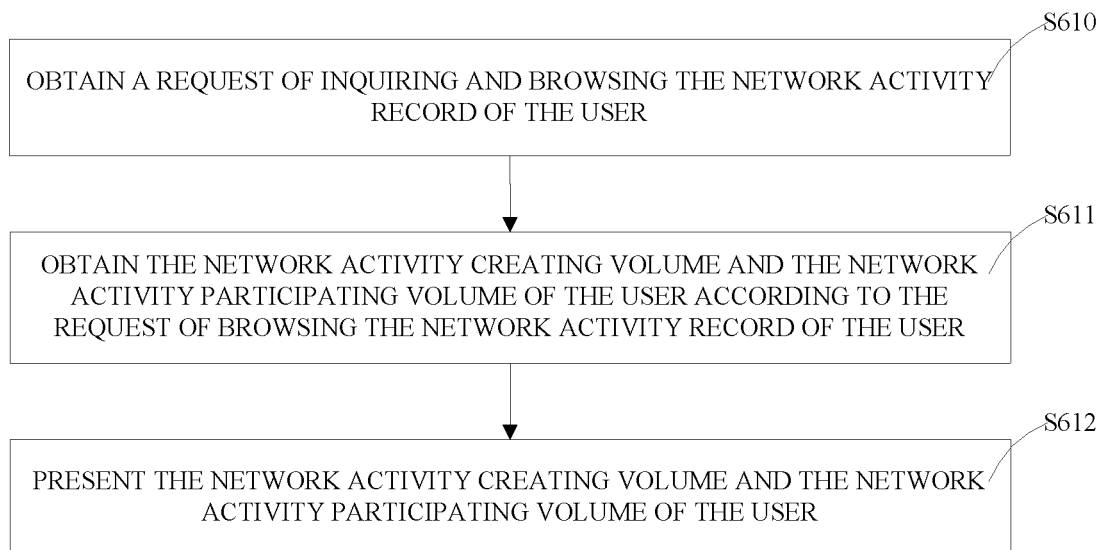 S610
OBTAIN A REQUEST OF INQUIRING AND BROWSING THE NETWORK ACTIVITY
RECORD OF THE USER
S611
OBTAIN THE NETWORK ACTIVITY CREATING VOLUME AND THE NETWORK
ACTIVITY PARTICIPATING VOLUME OF THE USER ACCORDING TO THE
REQUEST OF BROWSING THE NETWORK ACTIVITY RECORD OF THE USER
S612
PRESENT THE NETWORK ACTIVITY CREATING VOLUME AND THE NETWORK
ACTIVITY PARTICIPATING VOLUME OF THE USER